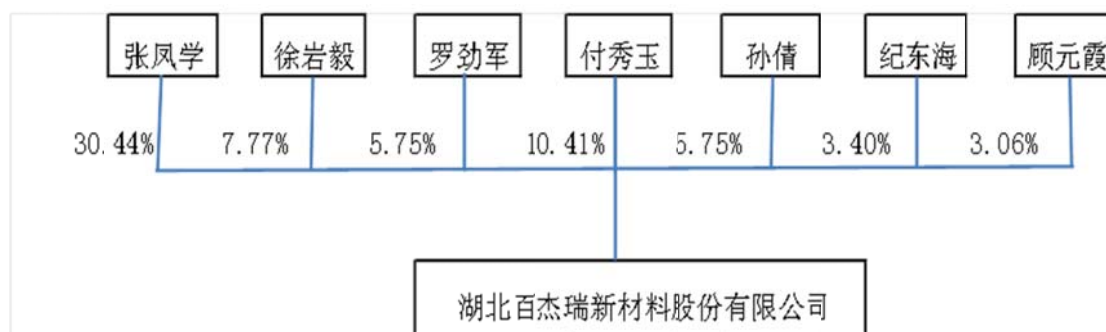 张凤学 徐岩毅 罗劲军 付秀玉 孙倩 纪东海 顾元霞
30.44% 7.77% 5.75% 10.41% 5.75% 3.40% 3.06%
湖北百杰瑞新材料股份有限公司